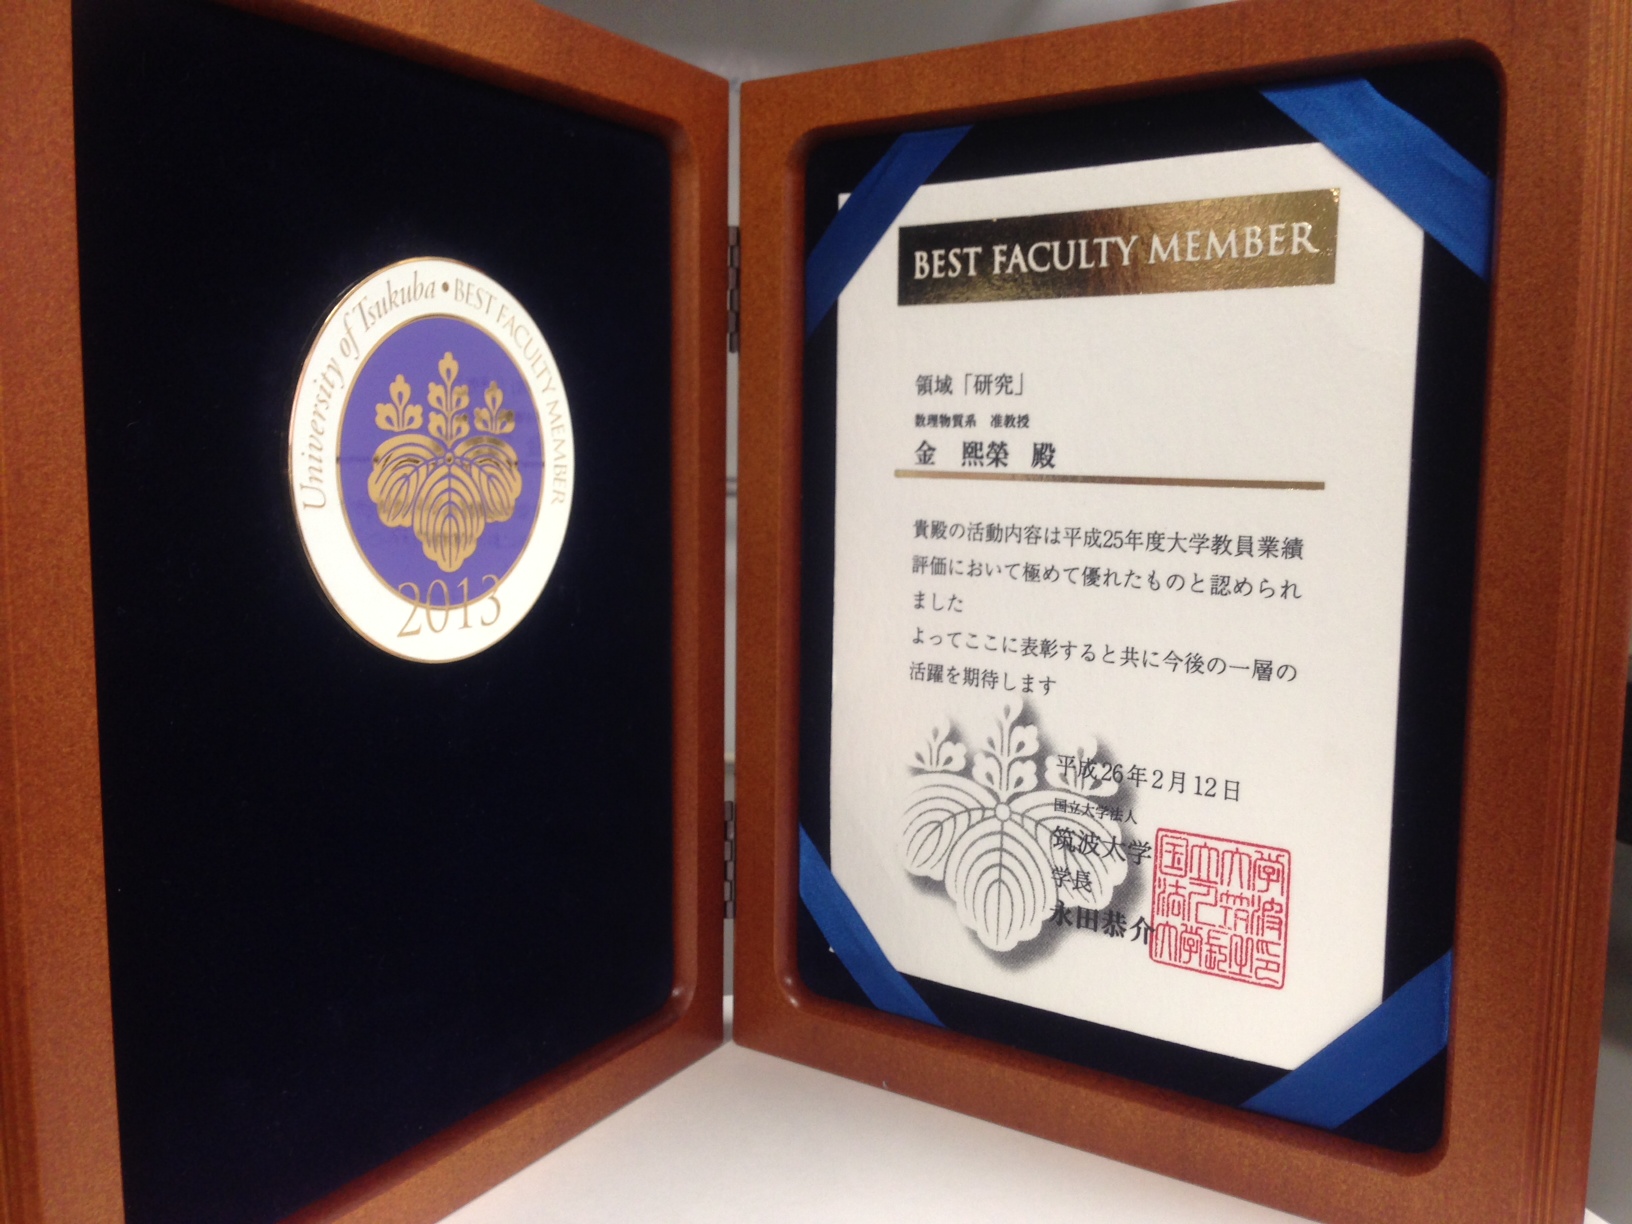 University of Tsukuba • BEST FACULTY MEMBER
2013
BEST FACULTY MEMBER
領域「研究」
数理物質系　准教授
金　熙榮　殿
貴殿の活動内容は平成25年度大学教員業績
評価において極めて優れたものと認められ
ました
よってここに表彰すると共に今後の一層の
活躍を期待します
平成26年2月12日
国立大学法人
筑波大学
学長
永田恭介